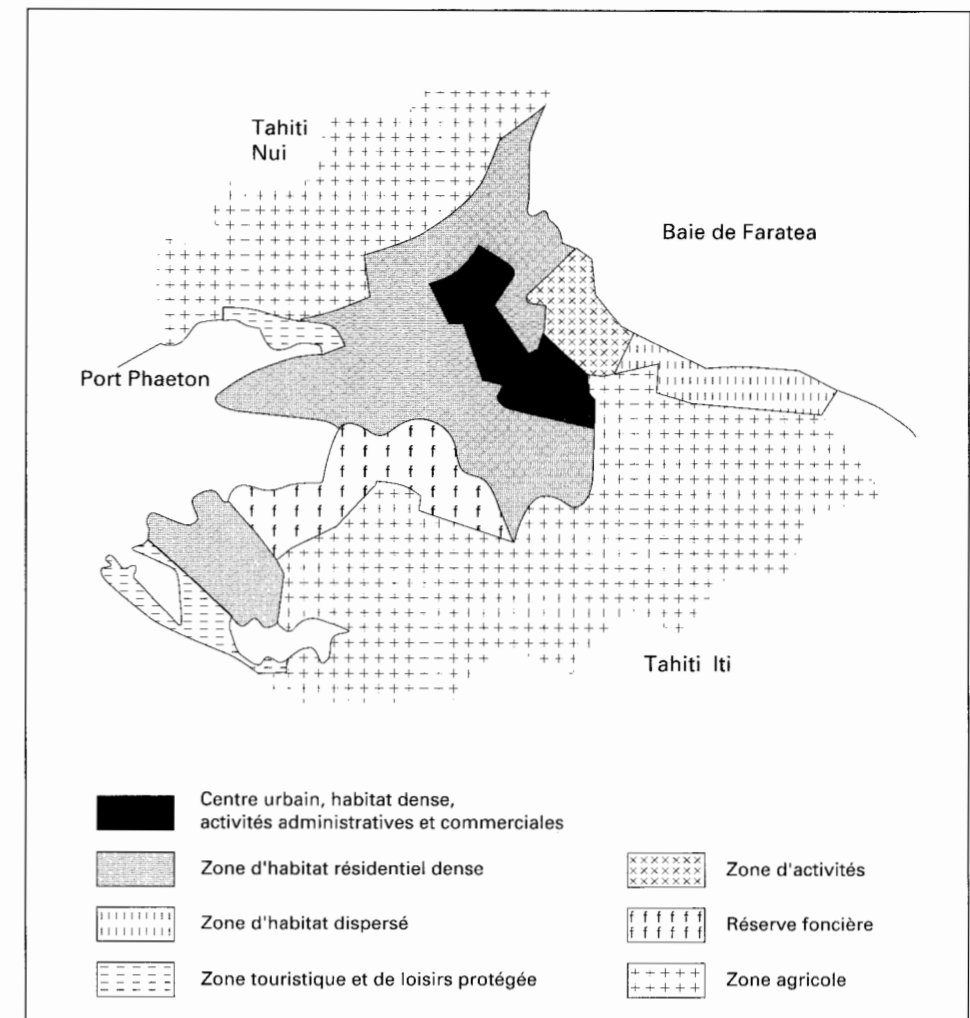 Tahiti
Nui
Baie de Faratea
Port Phaeton
Tahiti Iti
Centre urbain, habitat dense,
activités administratives et commerciales
Zone d'habitat résidentiel dense
Zone d'habitat dispersé
Zone touristique et de loisirs protégée
Zone d'activités
Réserve foncière
Zone agricole